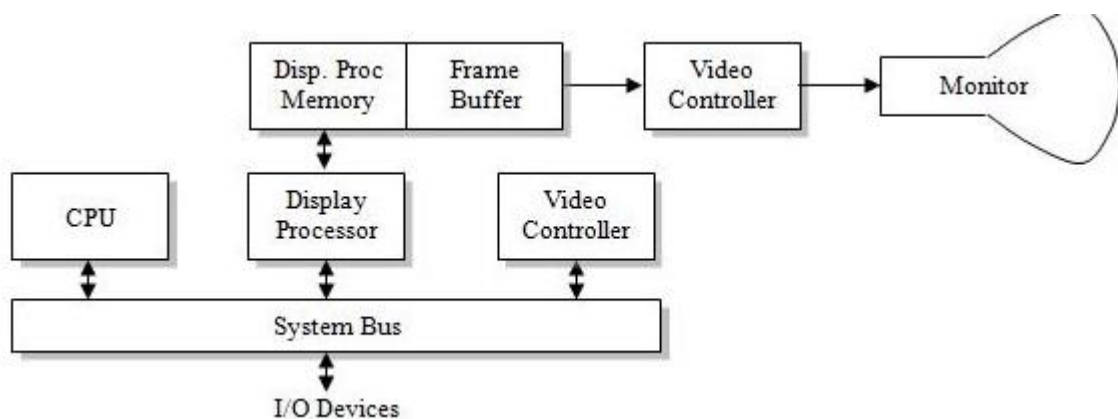 Disp. Proc
Memory
Frame
Buffer
Video
Controller
Monitor
CPU
Display
Processor
Video
Controller
System Bus
I/O Devices